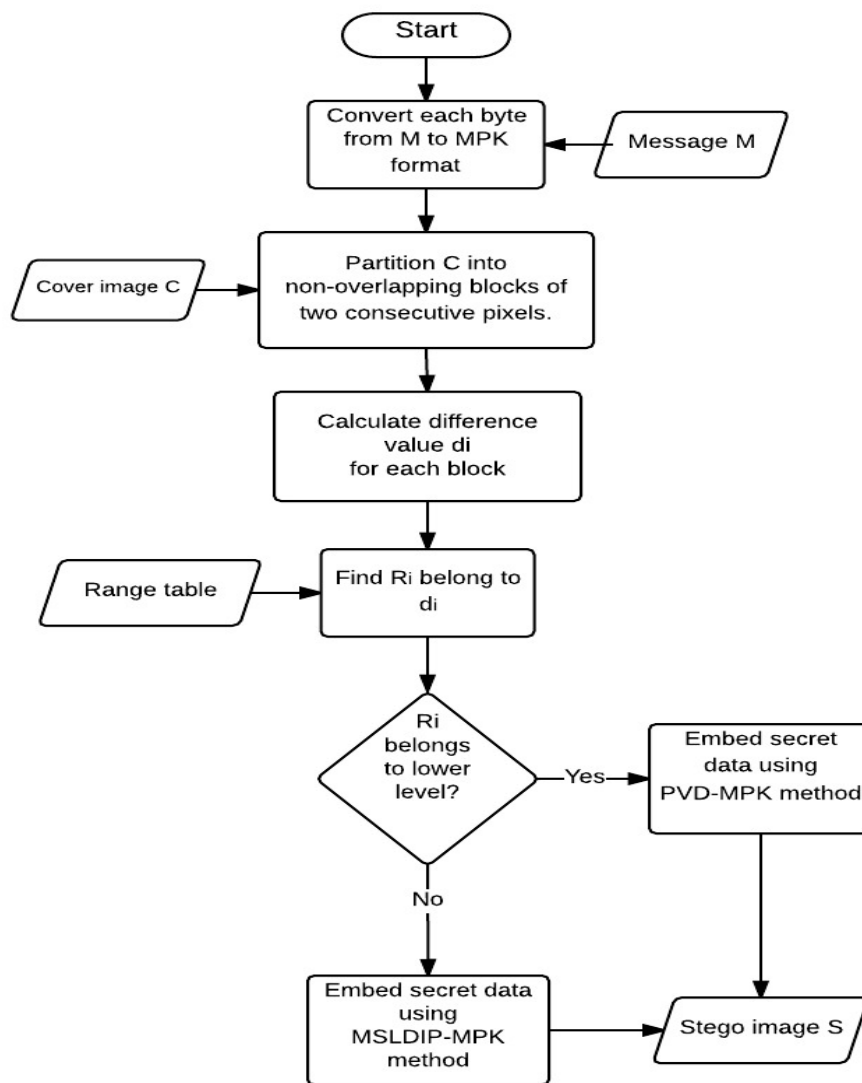 Start
Convert each byte
from M to MPK
format
Message M
Partition C into
non-overlapping blocks of
two consecutive pixels.
Cover image C
Calculate difference
value di
for each block
Find Ri belong to
di
Range table
Ri
belongs
to lower
level?
Yes
Embed secret
data using
PVD-MPK method
No
Embed secret data
using
MSLDIP-MPK
method
Stego image S